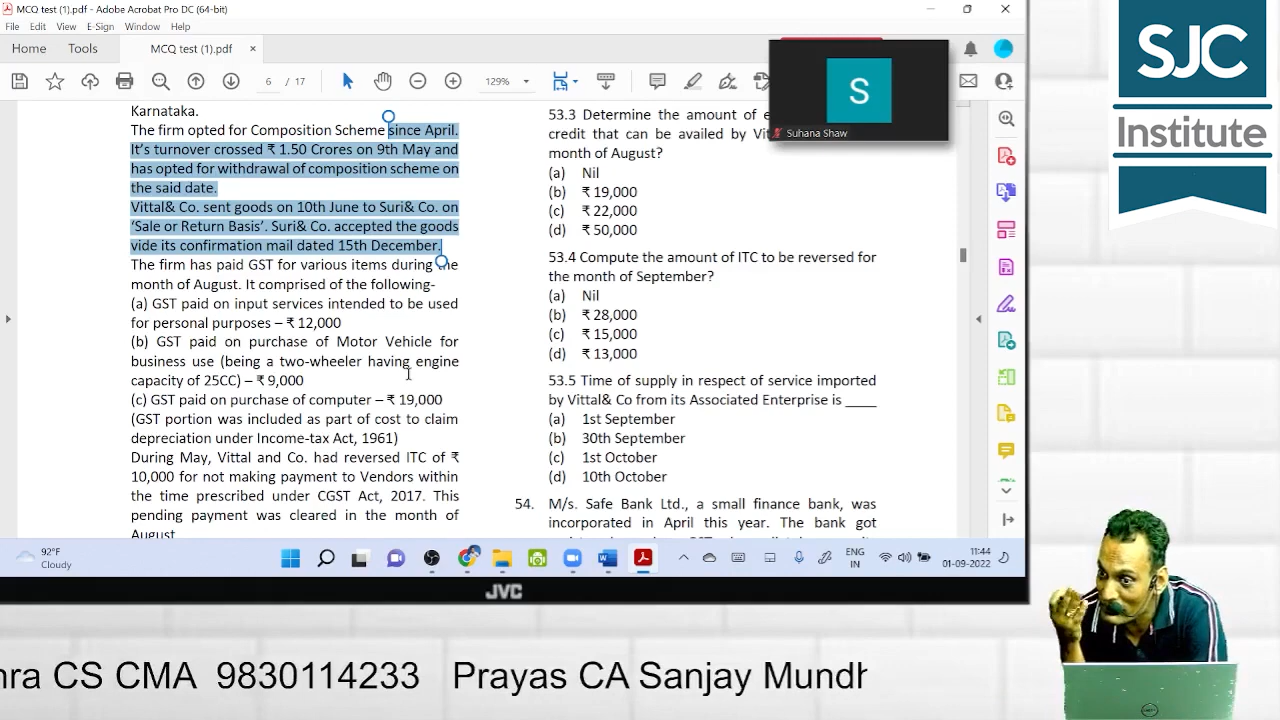 MCQ test (1).pdf - Adobe Acrobat Pro DC (64-bit)
File Edit View E-Sign Window Help
Home Tools MCQ test (1).pdf ×
6 / 17 129%
S
Suhana Shaw
SJC
Institute
Karnataka.
The firm opted for Composition Scheme since April.
It's turnover crossed ₹ 1.50 Crores on 9th May and
has opted for withdrawal of composition scheme on
the said date.
Vittal& Co. sent goods on 10th June to Suri& Co. on
'Sale or Return Basis'. Suri& Co. accepted the goods
vide its confirmation mail dated 15th December.
The firm has paid GST for various items during the
month of August. It comprised of the following-
(a) GST paid on input services intended to be used
for personal purposes – ₹ 12,000
(b) GST paid on purchase of Motor Vehicle for
business use (being a two-wheeler having engine
capacity of 25CC) – ₹ 9,000
(c) GST paid on purchase of computer – ₹ 19,000
(GST portion was included as part of cost to claim
depreciation under Income-tax Act, 1961)
During May, Vittal and Co had reversed ITC of ₹
10,000 for not making payment to Vendors within
the time prescribed under CGST Act, 2017. This
pending payment was cleared in the month of
August.
53.3 Determine the amount of
credit that can be availed by
month of August?
(a) Nil
(b) ₹ 19,000
(c) ₹ 22,000
(d) ₹ 50,000
53.4 Compute the amount of ITC to be reversed for
the month of September?
(a) Nil
(b) ₹ 28,000
(c) ₹ 15,000
(d) ₹ 13,000
53.5 Time of supply in respect of service imported
by Vittal& Co from its Associated Enterprise is ____
(a) 1st September
(b) 30th September
(c) 1st October
(d) 10th October
54. M/s. Safe Bank Ltd., a small finance bank, was
incorporated in April this year. The bank got
92°F
Cloudy
ENG
IN
11:44
01-09-2022
JVC
hra CS CMA 9830114233 Prayas CA Sanjay Mundh